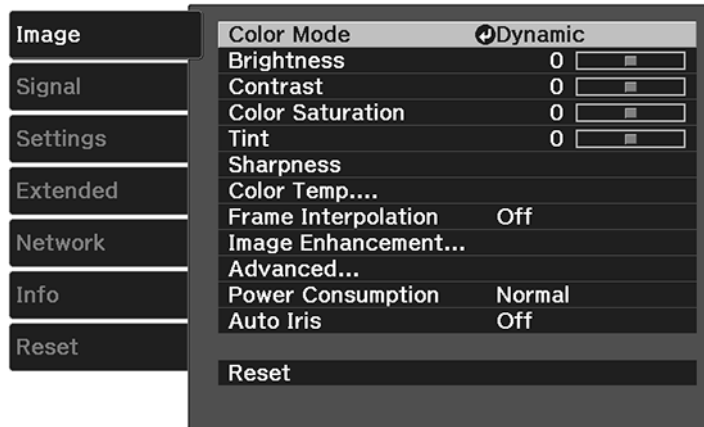 Image
Signal
Settings
Extended
Network
Info
Reset
Color Mode Dynamic
Brightness 0
Contrast 0
Color Saturation 0
Tint 0
Sharpness
Color Temp....
Frame Interpolation Off
Image Enhancement...
Advanced...
Power Consumption Normal
Auto Iris Off
Reset